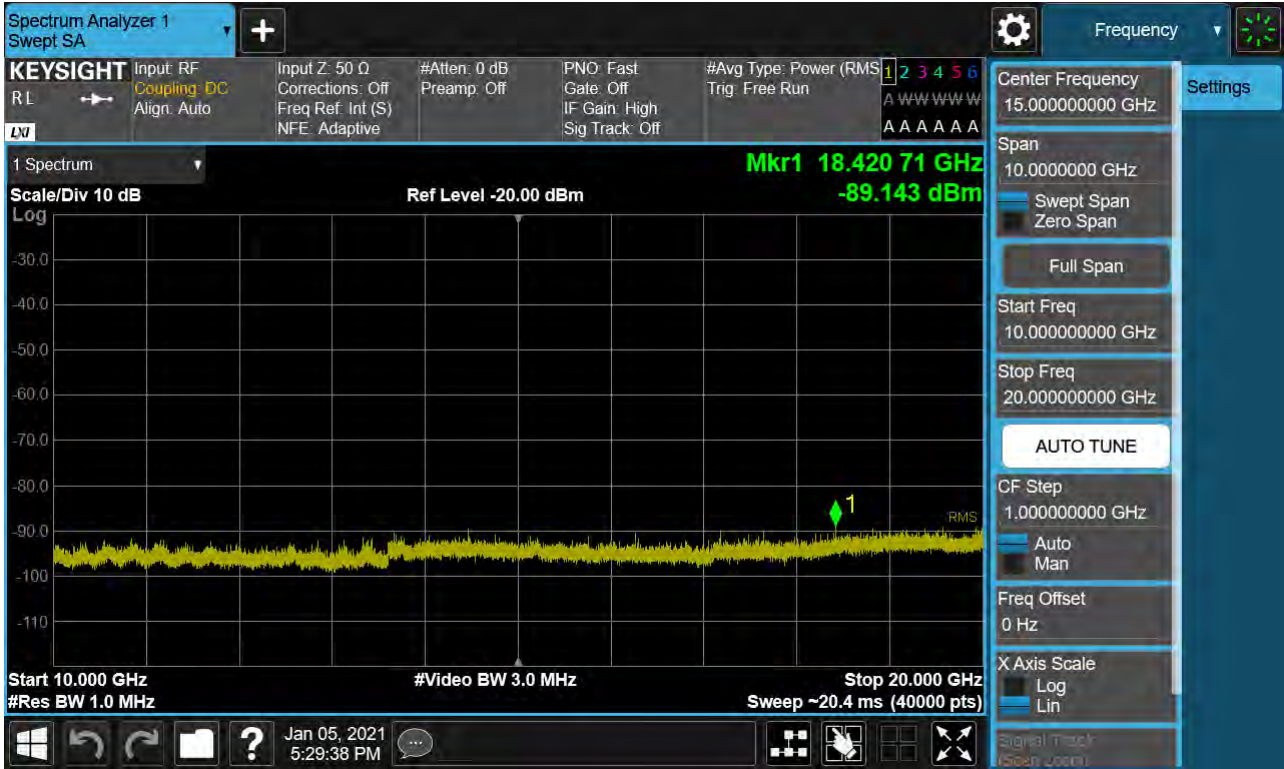 Spectrum Analyzer 1
Swept SA
Frequency
KEYSIGHT
R L
LXI
Input: RF
Coupling: DC
Align: Auto
Input Z: 50 Ω
Corrections: Off
Freq Ref: Int (S)
NFE: Adaptive
#Atten: 0 dB
Preamp: Off
PNO: Fast
Gate: Off
IF Gain: High
Sig Track: Off
#Avg Type: Power (RMS
Trig: Free Run
1 2 3 4 5 6
A W W W W W
A A A A A A
1 Spectrum
Mkr1 18.420 71 GHz
Scale/Div 10 dB
Ref Level -20.00 dBm
-89.143 dBm
Log
-30.0
-40.0
-50.0
-60.0
-70.0
-80.0
-90.0
-100
-110
1
RMS
Start 10.000 GHz
#Video BW 3.0 MHz
Stop 20.000 GHz
#Res BW 1.0 MHz
Sweep ~20.4 ms (40000 pts)
Center Frequency
15.000000000 GHz
Span
10.0000000 GHz
Swept Span
Zero Span
Full Span
Start Freq
10.000000000 GHz
Stop Freq
20.000000000 GHz
AUTO TUNE
CF Step
1.000000000 GHz
Auto
Man
Freq Offset
0 Hz
X Axis Scale
Log
Lin
Signal Track
(Span Zoom)
Settings
?
Jan 05, 2021
5:29:38 PM